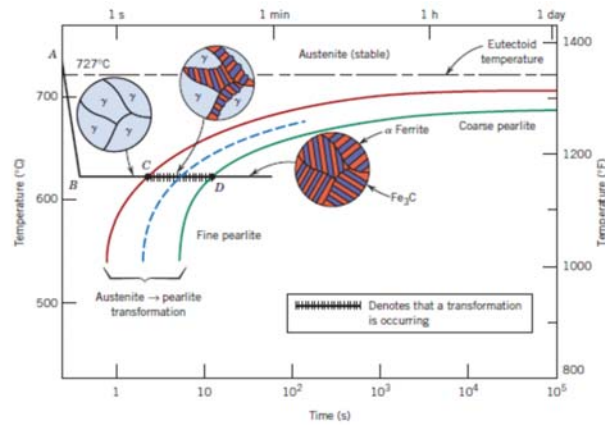 1 s
1 min
1 h
1 day
A
727°C
Austenite (stable)
Eutectoid
temperature
1400
700
γ
γ
γ
γ
γ
γ
γ
α Ferrite
Coarse pearlite
1200
C
B
D
Fe₃C
600
Fine pearlite
Temperature (°C)
Temperature (°F)
1000
Austenite → pearlite
transformation
500
Denotes that a transformation
is occurring
800
1
10
10²
10³
10⁴
10⁵
Time (s)